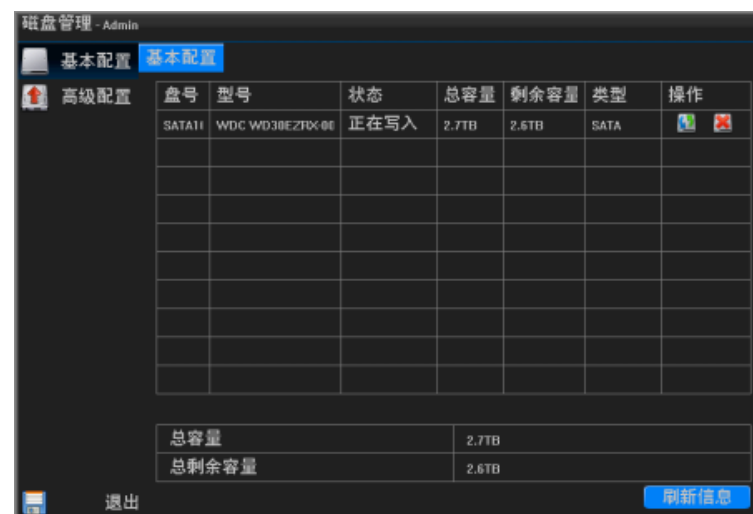 磁盘管理 - Admin
基本配置 基本配置
高级配置 盘号 型号 状态 总容量 剩余容量 类型 操作
WDC WD30EZRX-00 正在写入 2.7TB 2.6TB SATA
总容量 2.7TB
总剩余容量 2.6TB
退出 刷新信息